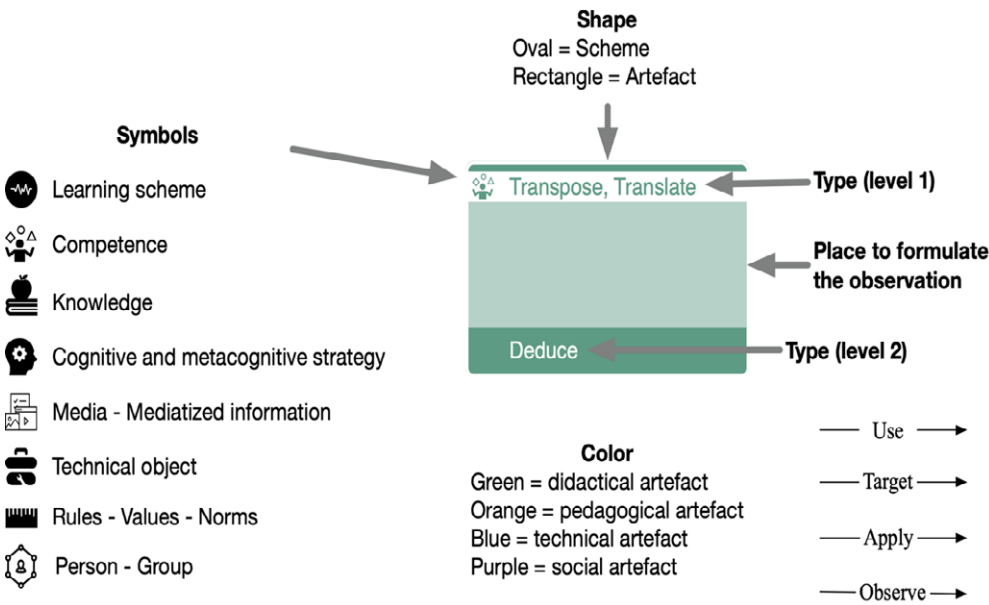 Shape
Oval = Scheme
Rectangle = Artefact
Symbols
Learning scheme
Competence
Knowledge
Cognitive and metacognitive strategy
Media - Mediatized information
Technical object
Rules - Values - Norms
Person - Group
Transpose, Translate
Type (level 1)
Place to formulate
the observation
Deduce
Type (level 2)
Color
Green = didactical artefact
Orange = pedagogical artefact
Blue = technical artefact
Purple = social artefact
Use
Target
Apply
Observe